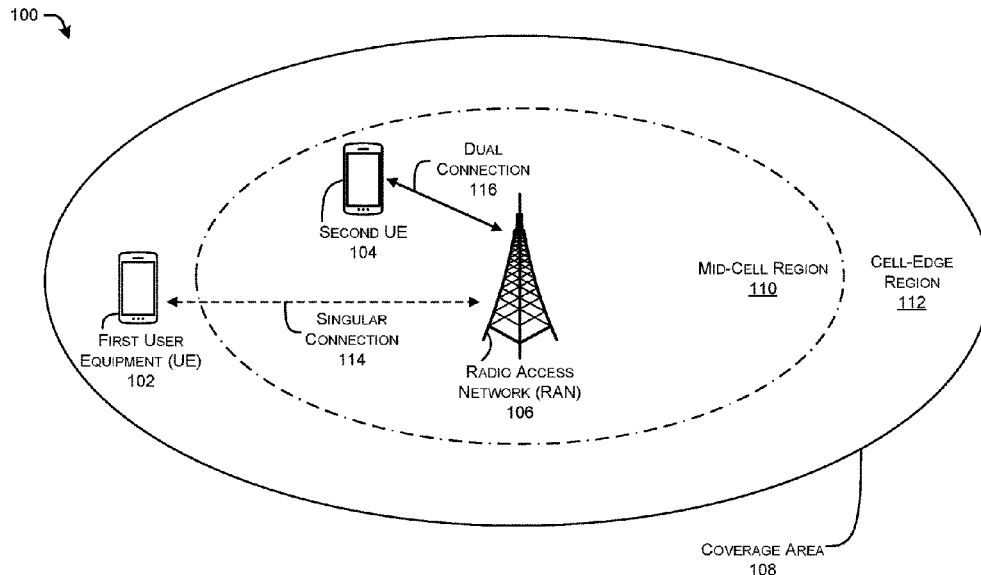 100
DUAL
CONNECTION
116
SECOND UE
104
MID-CELL REGION
110
CELL-EDGE
REGION
112
SINGULAR
CONNECTION
114
FIRST USER
EQUIPMENT (UE)
102
RADIO ACCESS
NETWORK (RAN)
106
COVERAGE AREA
108